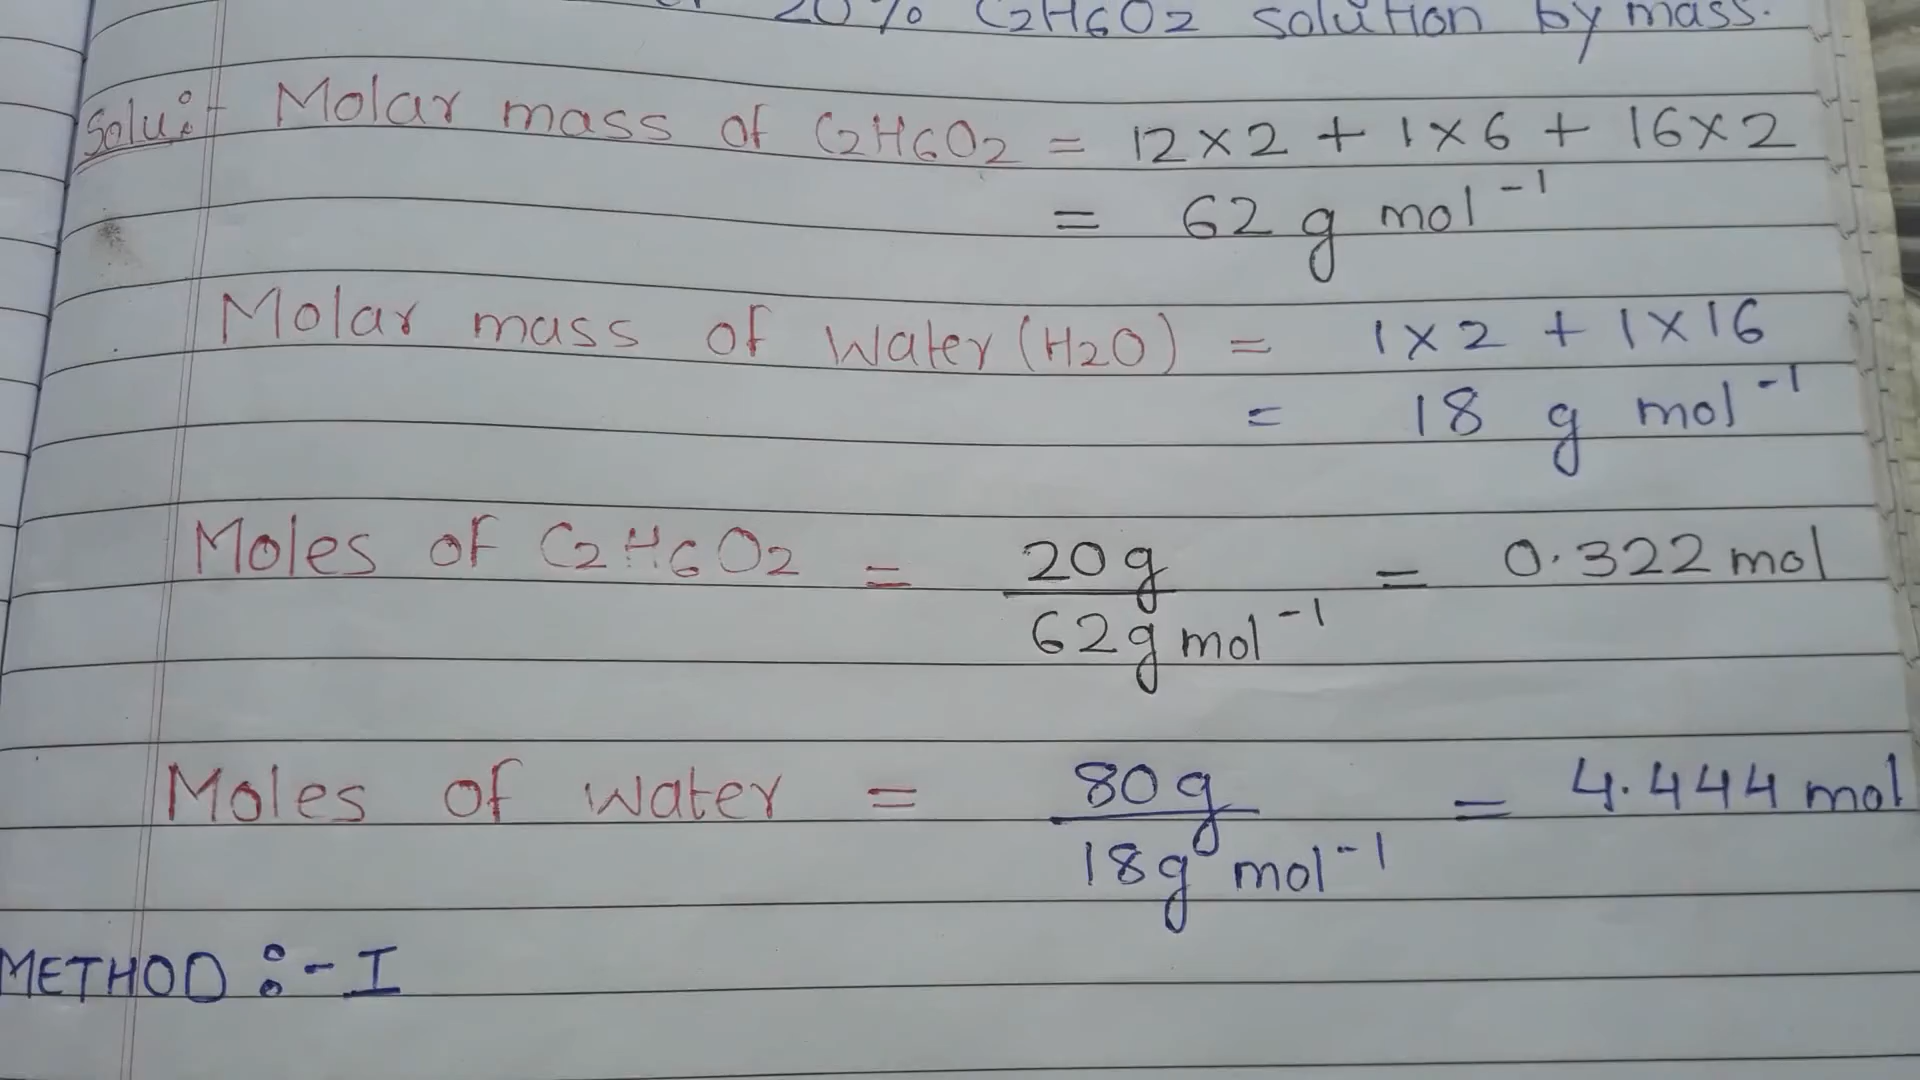 20% C2H6O2 solution by mass.
Solu:- Molar mass of C2H6O2 = 12 × 2 + 1 × 6 + 16 × 2
= 62 g mol⁻¹
Molar mass of Water (H2O) = 1 × 2 + 1 × 16
= 18 g mol⁻¹
Moles of C2H6O2 = 20g / 62g mol⁻¹ = 0.322 mol
Moles of water = 80g / 18g mol⁻¹ = 4.444 mol
METHOD :- I